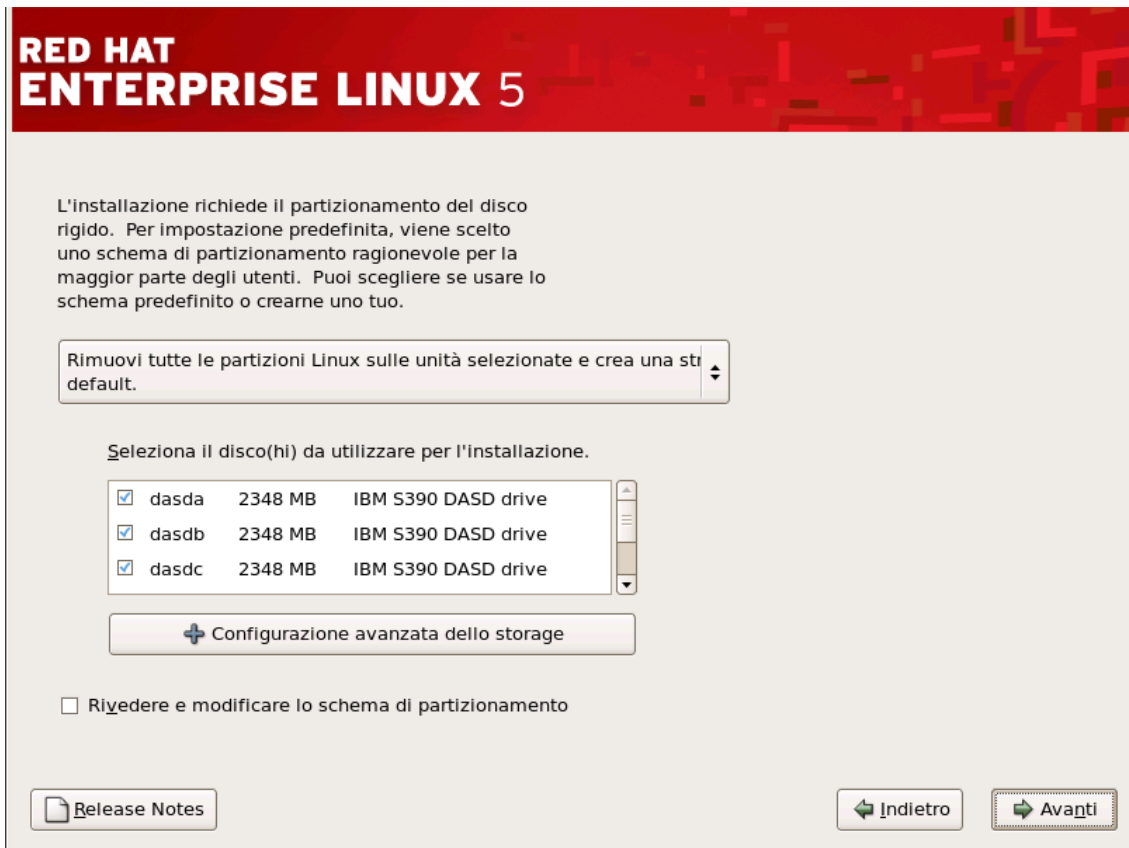 RED HAT
ENTERPRISE LINUX 5
L'installazione richiede il partizionamento del disco
rigido. Per impostazione predefinita, viene scelto
uno schema di partizionamento ragionevole per la
maggior parte degli utenti. Puoi scegliere se usare lo
schema predefinito o crearne uno tuo.
Rimuovi tutte le partizioni Linux sulle unità selezionate e crea una str
default.
Seleziona il disco(hi) da utilizzare per l'installazione.
dasda 2348 MB IBM S390 DASD drive
dasdb 2348 MB IBM S390 DASD drive
dasdc 2348 MB IBM S390 DASD drive
Configurazione avanzata dello storage
Rivedere e modificare lo schema di partizionamento
Release Notes Indietro Avanti